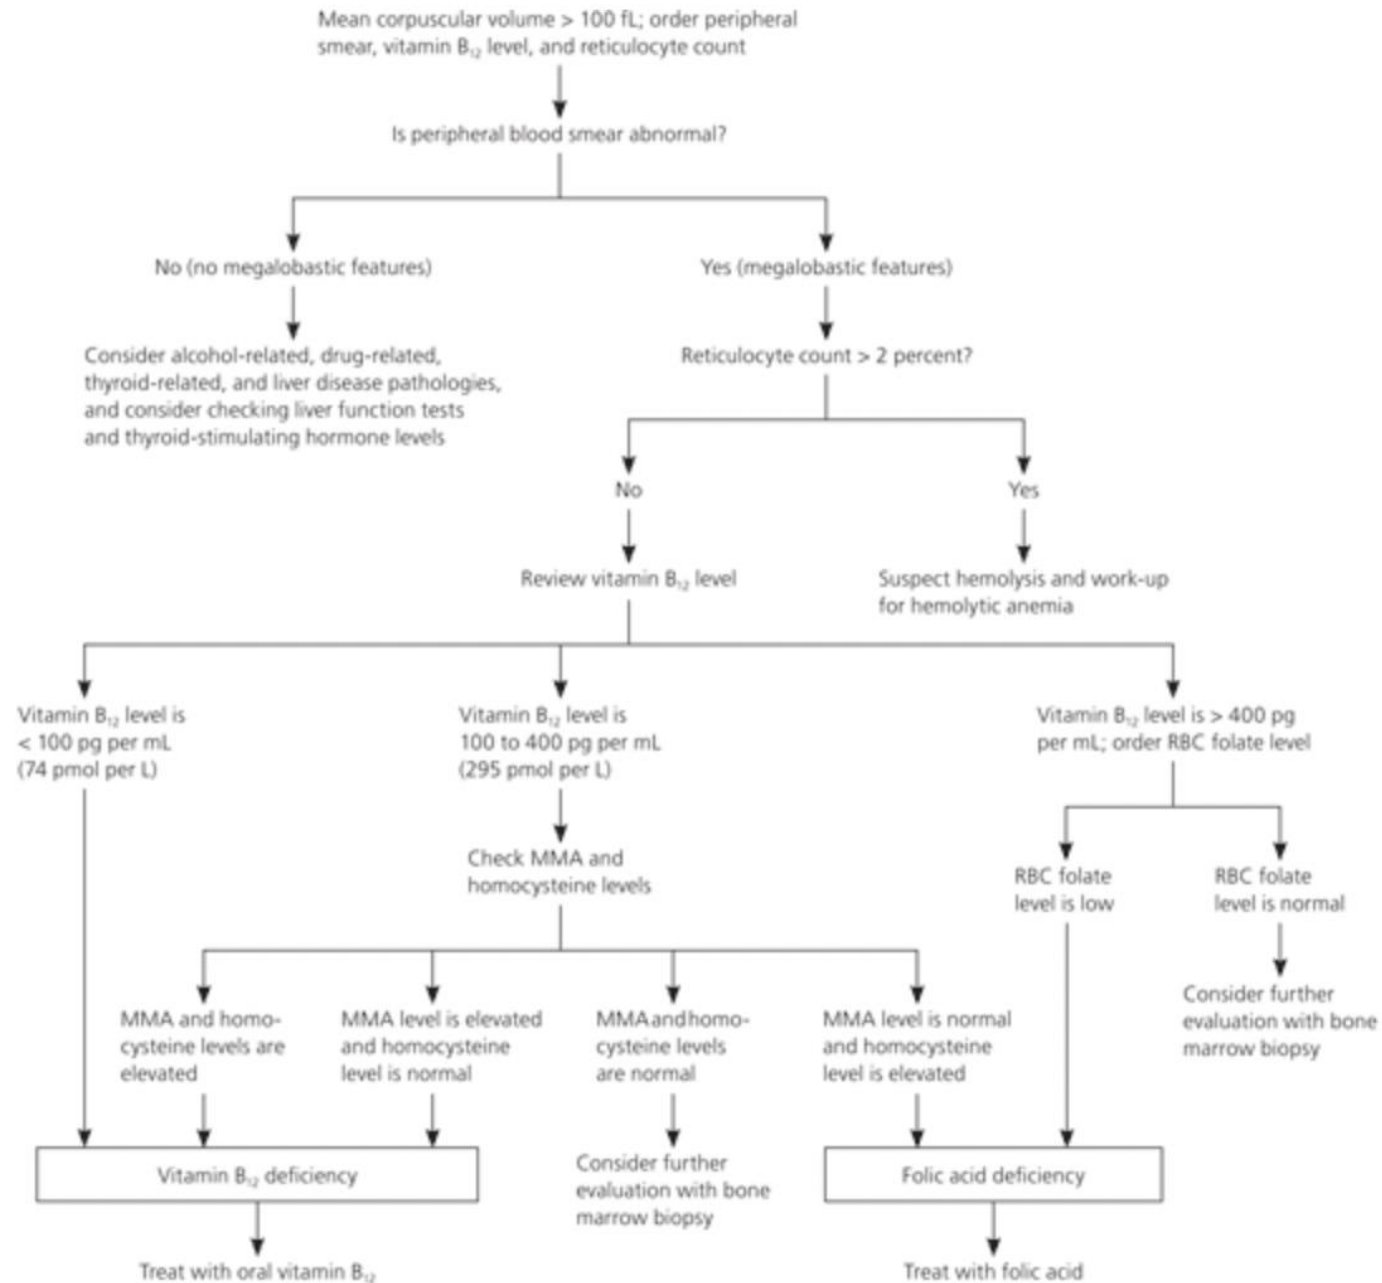 Mean corpuscular volume > 100 fL; order peripheral
smear, vitamin B₁₂ level, and reticulocyte count
Is peripheral blood smear abnormal?
No (no megalobastic features)
Yes (megalobastic features)
Consider alcohol-related, drug-related,
thyroid-related, and liver disease pathologies,
and consider checking liver function tests
and thyroid-stimulating hormone levels
Reticulocyte count > 2 percent?
No
Yes
Review vitamin B₁₂ level
Suspect hemolysis and work-up
for hemolytic anemia
Vitamin B₁₂ level is
< 100 pg per mL
(74 pmol per L)
Vitamin B₁₂ level is
100 to 400 pg per mL
(295 pmol per L)
Vitamin B₁₂ level is > 400 pg
per mL; order RBC folate level
Check MMA and
homocysteine levels
RBC folate
level is low
RBC folate
level is normal
Consider further
evaluation with bone
marrow biopsy
MMA and homo-
cysteine levels are
elevated
MMA level is elevated
and homocysteine
level is normal
MMAandhomo-
cysteine levels
are normal
MMA level is normal
and homocysteine
level is elevated
Vitamin B₁₂ deficiency
Consider further
evaluation with bone
marrow biopsy
Folic acid deficiency
Treat with oral vitamin B₁₂
Treat with folic acid